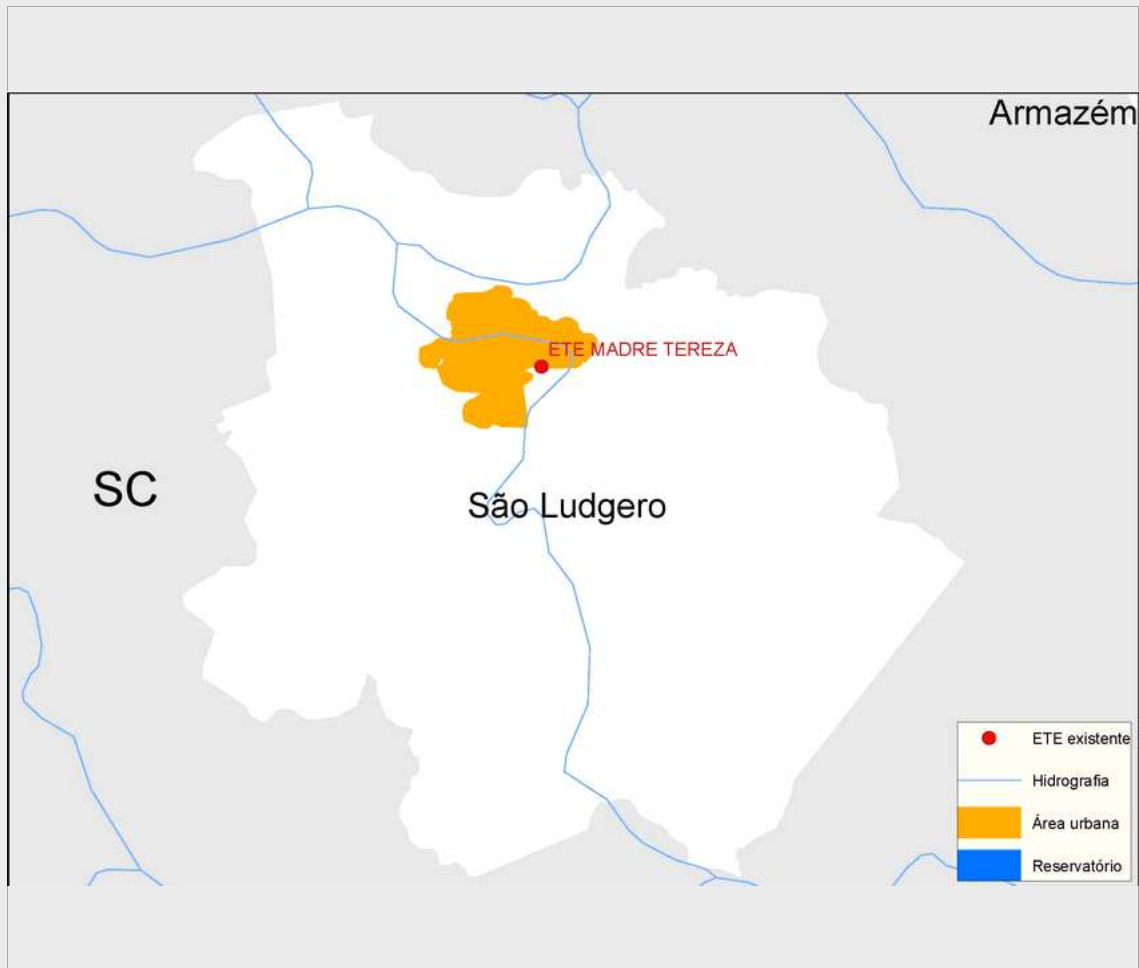 Armazém
ETE MADRE TEREZA
SC
São Ludgero
ETE existente
Hidrografia
Área urbana
Reservatório